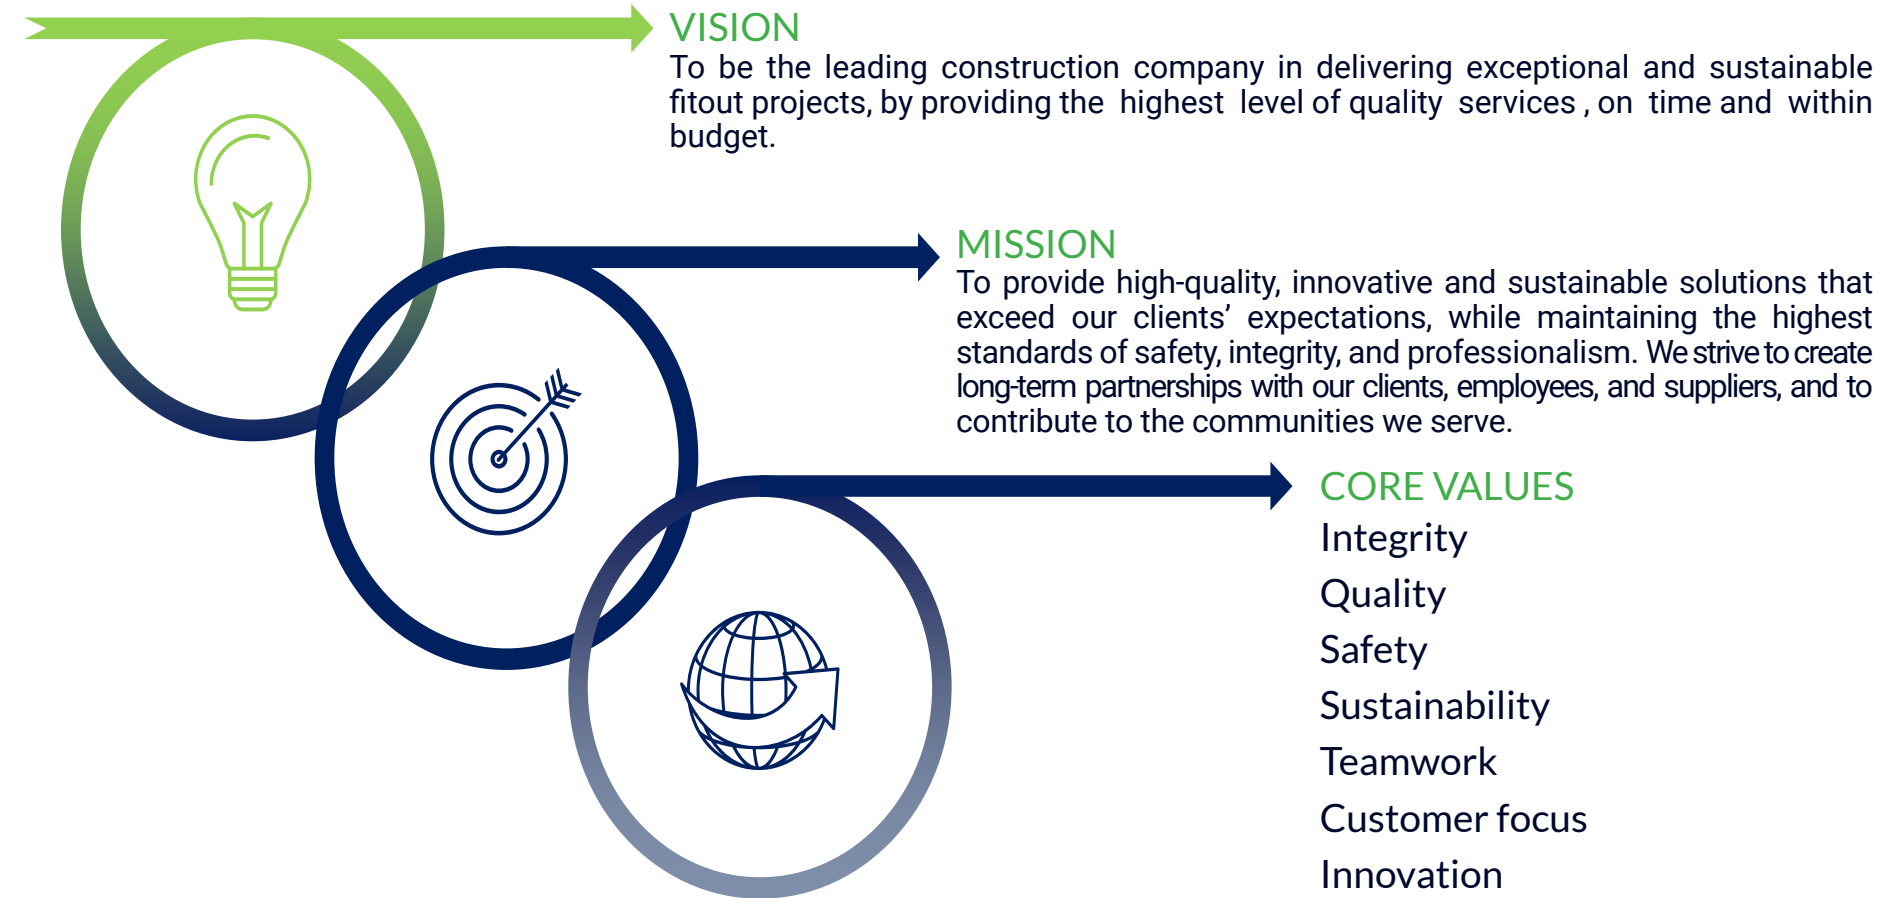 VISION
To be the leading construction company in delivering exceptional and sustainable
fitout projects, by providing the highest level of quality services , on time and within
budget.
MISSION
To provide high-quality, innovative and sustainable solutions that
exceed our clients’ expectations, while maintaining the highest
standards of safety, integrity, and professionalism. We strive to create
long-term partnerships with our clients, employees, and suppliers, and to
contribute to the communities we serve.
CORE VALUES
Integrity
Quality
Safety
Sustainability
Teamwork
Customer focus
Innovation